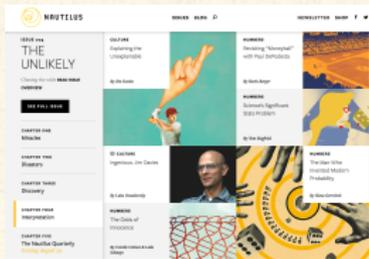 NAUTILUS
ISSUES BLOG
NEWSLETTER SHOP
THE
UNLIKELY
READ ISSUE
OVERVIEW
SEE FULL ISSUE
CHAPTER ONE
Miracles
CHAPTER TWO
Disasters
CHAPTER THREE
Discovery
CHAPTER FOUR
Interpretation
CHAPTER FIVE
The Nautilus Quarterly
CULTURE
Explaining the
Unexplainable
CULTURE
Ingenious: Jim Davies
NUMBERS
The Odds of
Innocence
NUMBERS
Revisiting "Moneyball"
with Paul DePodesta
NUMBERS
Science's Significant
Stats Problem
NUMBERS
The Man Who
Invented Modern
Probability